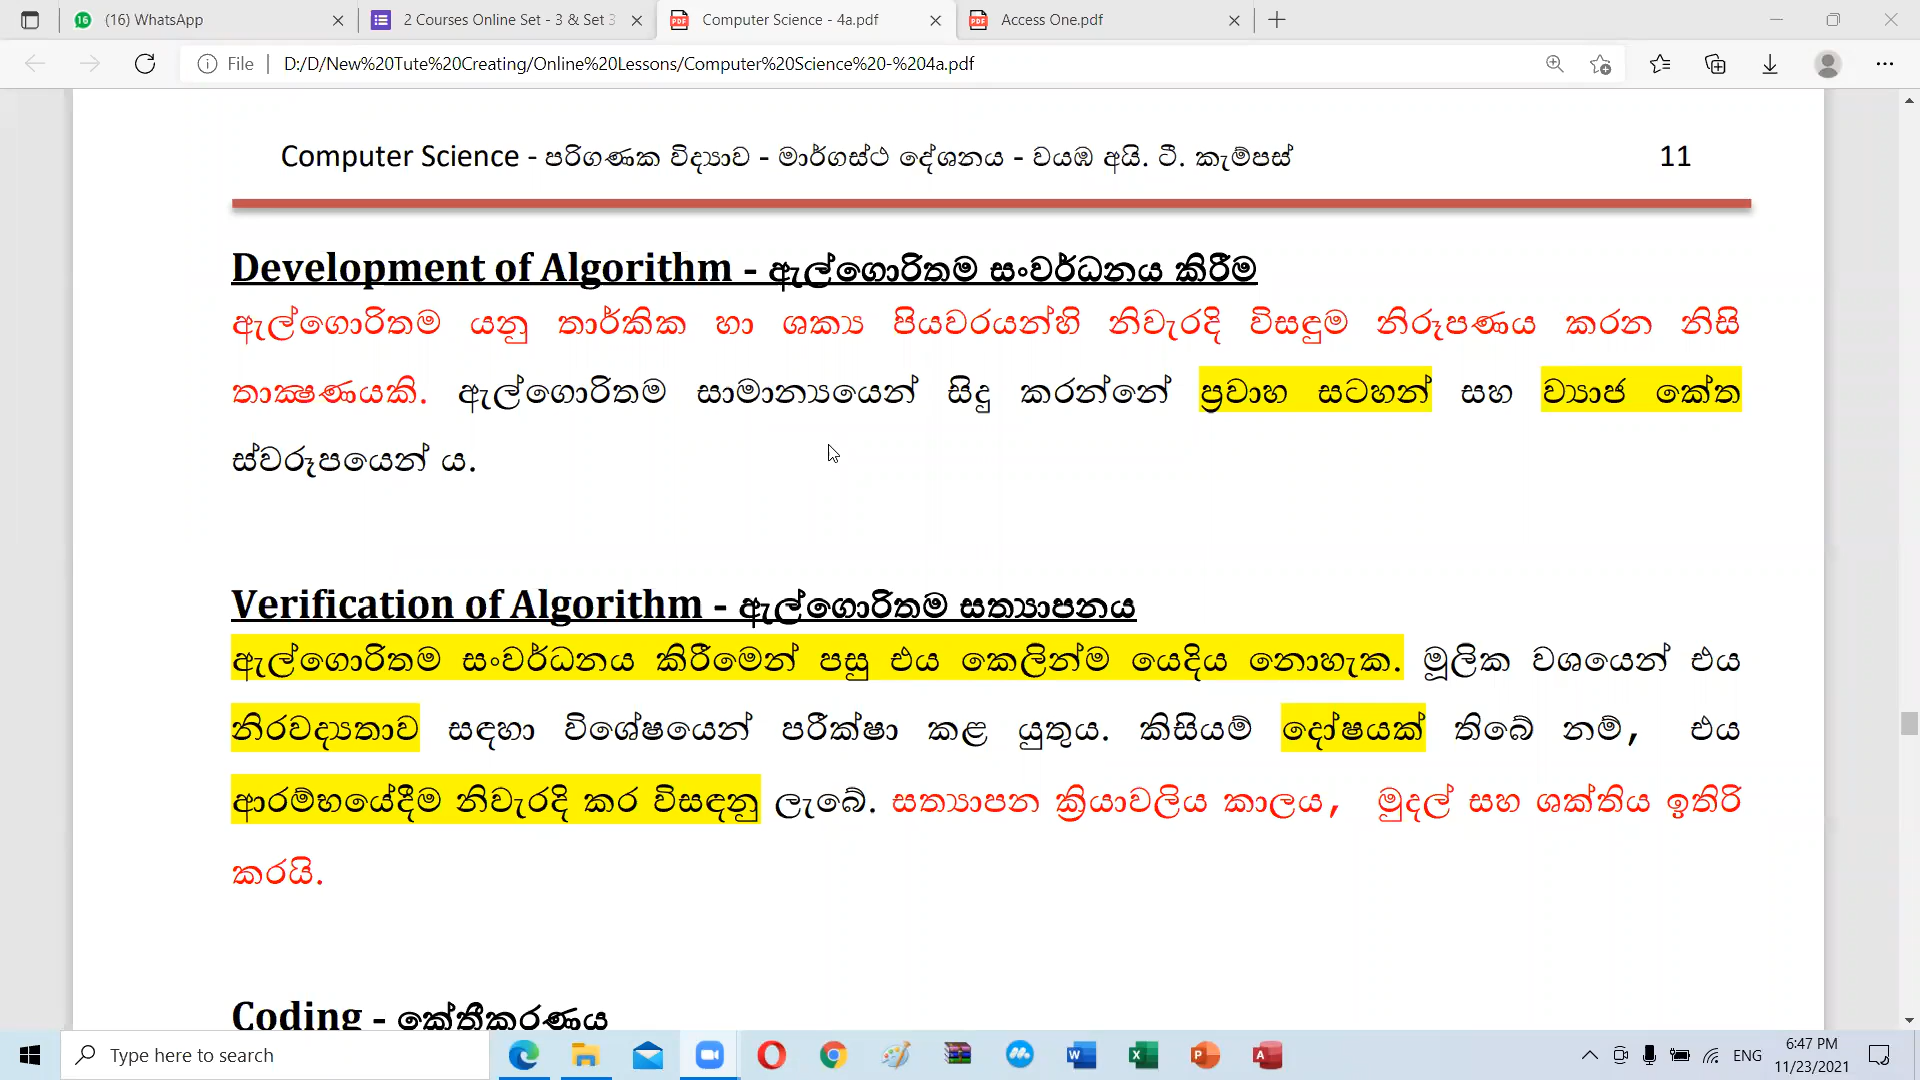 (16) WhatsApp
2 Courses Online Set - 3 & Set 3
Computer Science - 4a.pdf
Access One.pdf
File
D:/D/New%20Tute%20Creating/Online%20Lessons/Computer%20Science%20-%204a.pdf
Computer Science - පරිගණක විද්‍යාව - මාර්ගස්ථ දේශනය - වයඹ අයි. ටී. කැම්පස් 11
Development of Algorithm - ඇල්ගොරිතම සංවර්ධනය කිරීම
ඇල්ගොරිතම යනු තාර්කික හා ශක්‍ය පියවරයන්හි නිවැරදි විසඳුම නිරූපණය කරන නිසි
තාක්‍ෂණයකි. ඇල්ගොරිතම සාමාන්‍යයෙන් සිදු කරන්නේ ප්‍රවාහ සටහන් සහ ව්‍යාජ කේත
ස්වරූපයෙන් ය.
Verification of Algorithm - ඇල්ගොරිතම සත්‍යාපනය
ඇල්ගොරිතම සංවර්ධනය කිරීමෙන් පසු එය කෙලින්ම යෙදිය නොහැක. මූලික වශයෙන් එය
නිරවද්‍යතාව සඳහා විශේෂයෙන් පරීක්ෂා කළ යුතුය. කිසියම් දෝෂයක් තිබේ නම්, එය
ආරම්භයේදීම නිවැරදි කර විසඳනු ලැබේ. සත්‍යාපන ක්‍රියාවලිය කාලය, මුදල් සහ ශක්තිය ඉතිරි
කරයි.
Coding - කේතීකරණය
Type here to search
ENG
6:47 PM
11/23/2021